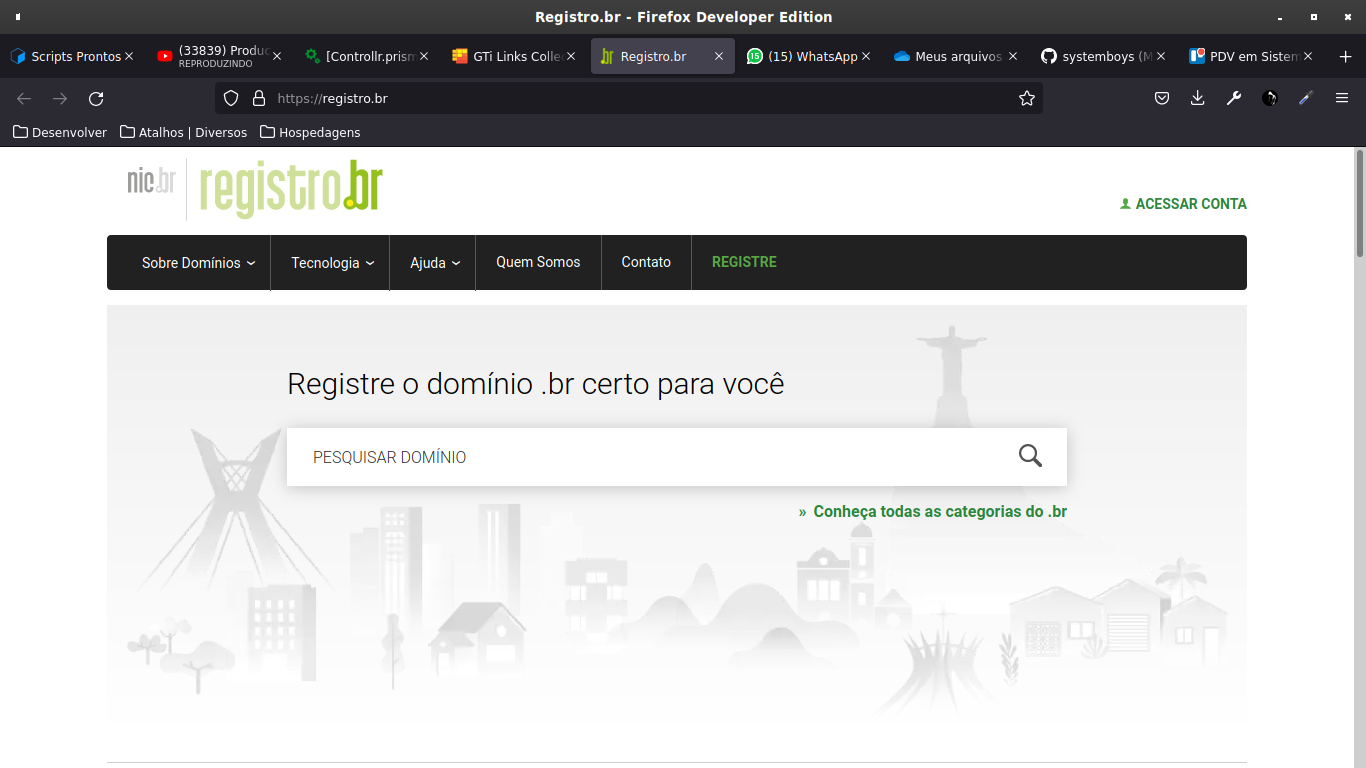 Registro.br - Firefox Developer Edition
Scripts Prontos
(33839) Produc
REPRODUZINDO
[Controllr.prism
GTi Links Collec
Registro.br
(15) WhatsApp
Meus arquivos
systemboys (M
PDV em Sistem
https://registro.br
Desenvolver
Atalhos | Diversos
Hospedagens
nic.br
registro.br
ACESSAR CONTA
Sobre Domínios
Tecnologia
Ajuda
Quem Somos
Contato
REGISTRE
Registre o domínio .br certo para você
PESQUISAR DOMÍNIO
» Conheça todas as categorias do .br